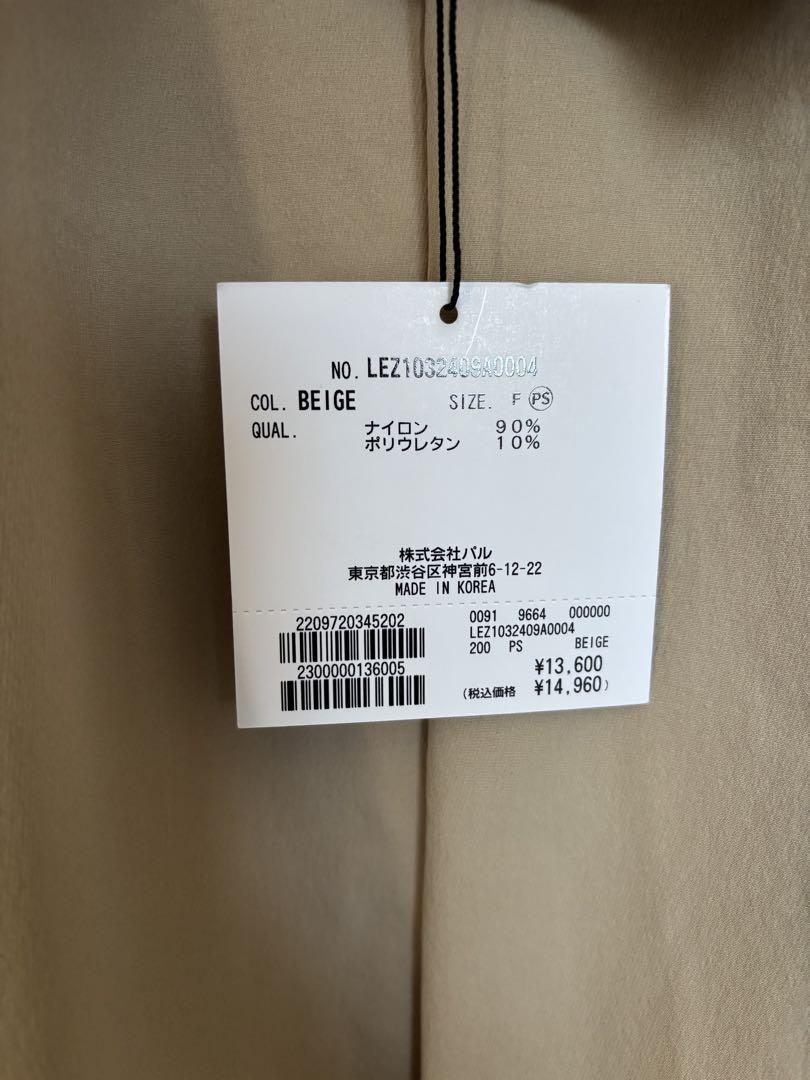 NO. LEZ1032409A0004
COL. BEIGE SIZE. F PS
QUAL. ナイロン 90%
ポリウレタン 10%
株式会社パル
東京都渋谷区神宮前6-12-22
MADE IN KOREA
2209720345202
2300000136005
0091 9664 000000
LEZ1032409A0004
200 PS BEIGE
¥13,600
(税込価格 ¥14,960)